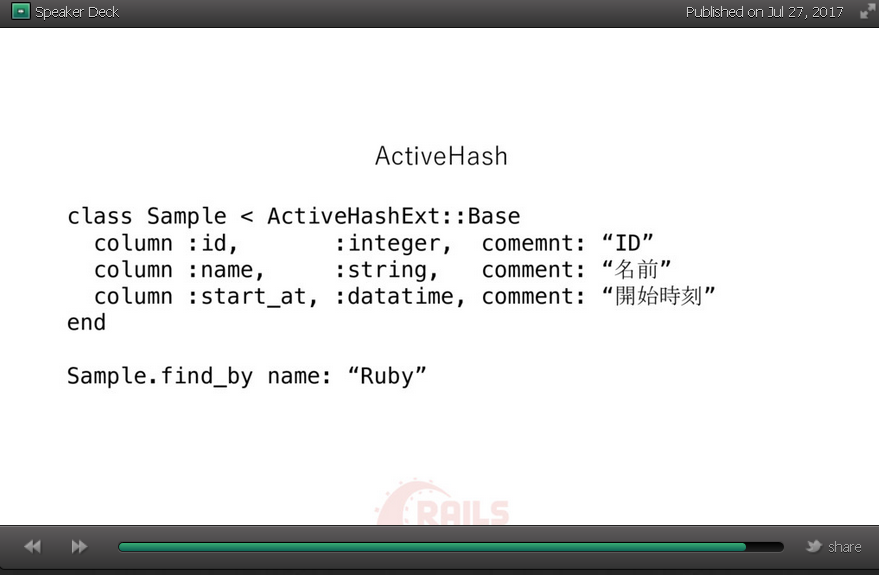 Speaker Deck
Published on Jul 27, 2017
ActiveHash
class Sample < ActiveHashExt::Base
  column :id,       :integer,  comemnt: “ID”
  column :name,     :string,   comment: “名前”
  column :start_at, :datatime, comment: “開始時刻”
end
Sample.find_by name: “Ruby”
RAILS
share